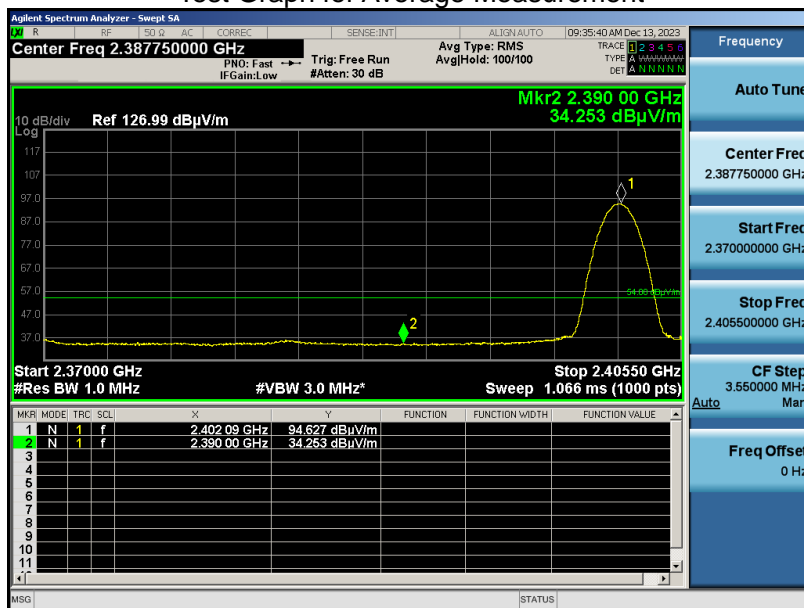 Test Graph for Average Measurement
Agilent Spectrum Analyzer - Swept SA
LXI R RF 50 Ω AC CORREC SENSE:INT ALIGN AUTO 09:35:40 AM Dec 13, 2023
Center Freq 2.387750000 GHz
PNO: Fast
IFGain:Low
Trig: Free Run
#Atten: 30 dB
Avg Type: RMS
Avg|Hold: 100/100
TRACE 1 2 3 4 5 6
TYPE A WWWWW
DET A N N N N N
Frequency
Auto Tune
Center Freq
2.387750000 GHz
Start Freq
2.370000000 GHz
Stop Freq
2.405500000 GHz
CF Step
3.550000 MHz
Auto Man
Freq Offset
0 Hz
Mkr2 2.390 00 GHz
34.253 dBµV/m
10 dB/div Ref 126.99 dBµV/m
Log
117
107
97.0
87.0
77.0
67.0
57.0
47.0
37.0
1
54.00 dBµV/m
2
Start 2.37000 GHz Stop 2.40550 GHz
#Res BW 1.0 MHz #VBW 3.0 MHz* Sweep 1.066 ms (1000 pts)
MKR MODE TRC SCL X Y FUNCTION FUNCTION WIDTH FUNCTION VALUE
1 N 1 f 2.402 09 GHz 94.627 dBµV/m
2 N 1 f 2.390 00 GHz 34.253 dBµV/m
3
4
5
6
7
8
9
10
11
MSG STATUS